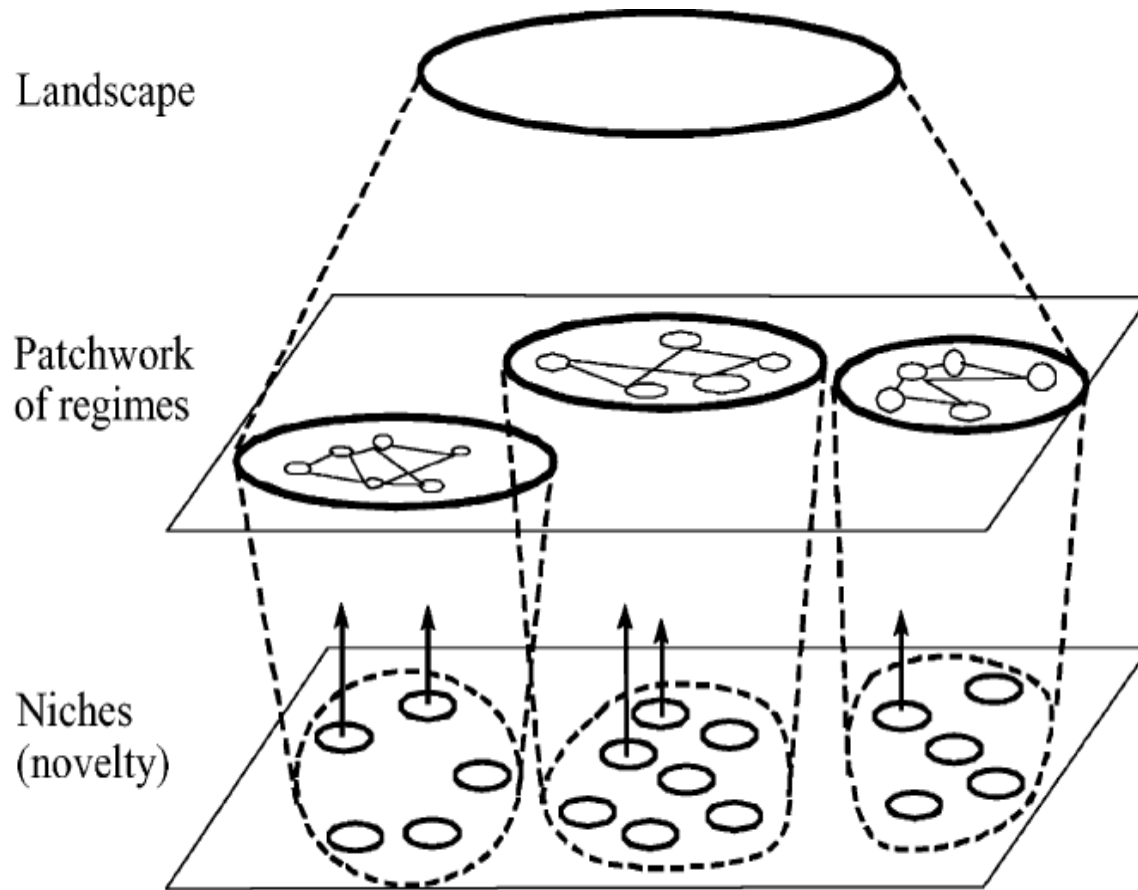 Landscape
Patchwork
of regimes
Niches
(novelty)